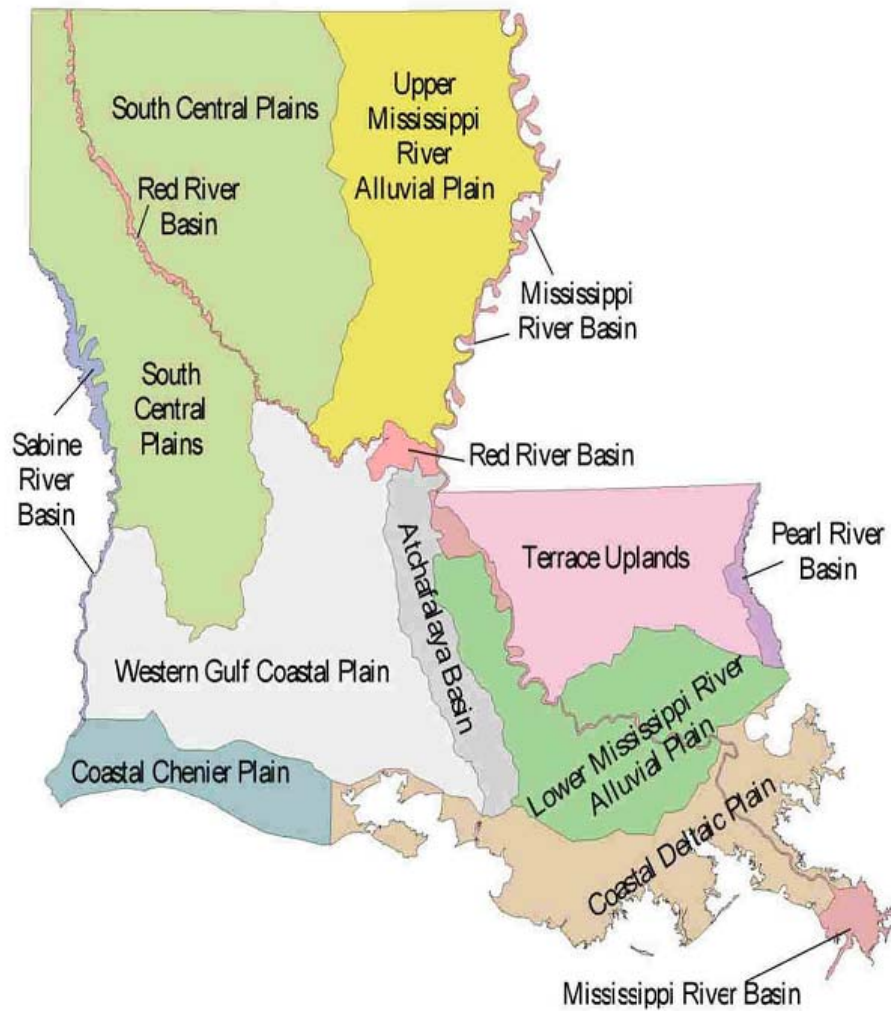 South Central Plains
Upper
Mississippi
River
Alluvial Plain
Red River
Basin
Mississippi
River Basin
South
Central
Plains
Sabine
River
Basin
Red River Basin
Atchafalaya Basin
Terrace Uplands
Pearl River
Basin
Western Gulf Coastal Plain
Lower Mississippi River
Alluvial Plain
Coastal Chenier Plain
Coastal Deltaic Plain
Mississippi River Basin